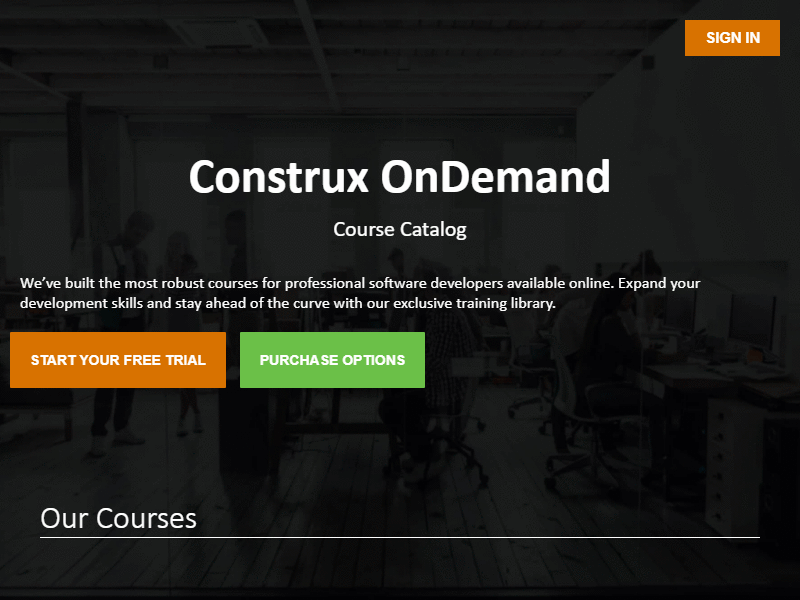 SIGN IN
Construx OnDemand
Course Catalog
We’ve built the most robust courses for professional software developers available online. Expand your
development skills and stay ahead of the curve with our exclusive training library.
START YOUR FREE TRIAL
PURCHASE OPTIONS
Our Courses